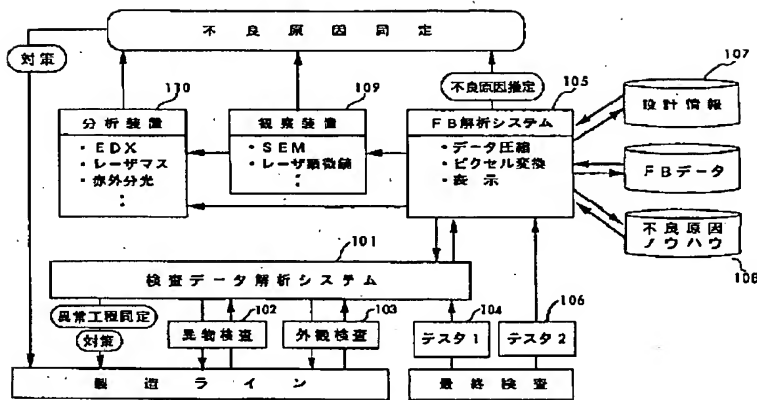 不良原因同定
対策
110
109
不良原因推定
105
107
分析装置
・EDX
・レーザマス
・赤外分光
観察装置
・SEM
・レーザ顕微鏡
FB解析システム
・データ圧縮
・ピクセル変換
・表示
設計情報
FBデータ
不良原因
ノウハウ
108
101
検査データ解析システム
異常工程同定
対策
102
異物検査
103
外観検査
104
テスタ1
106
テスタ2
製造ライン
最終検査